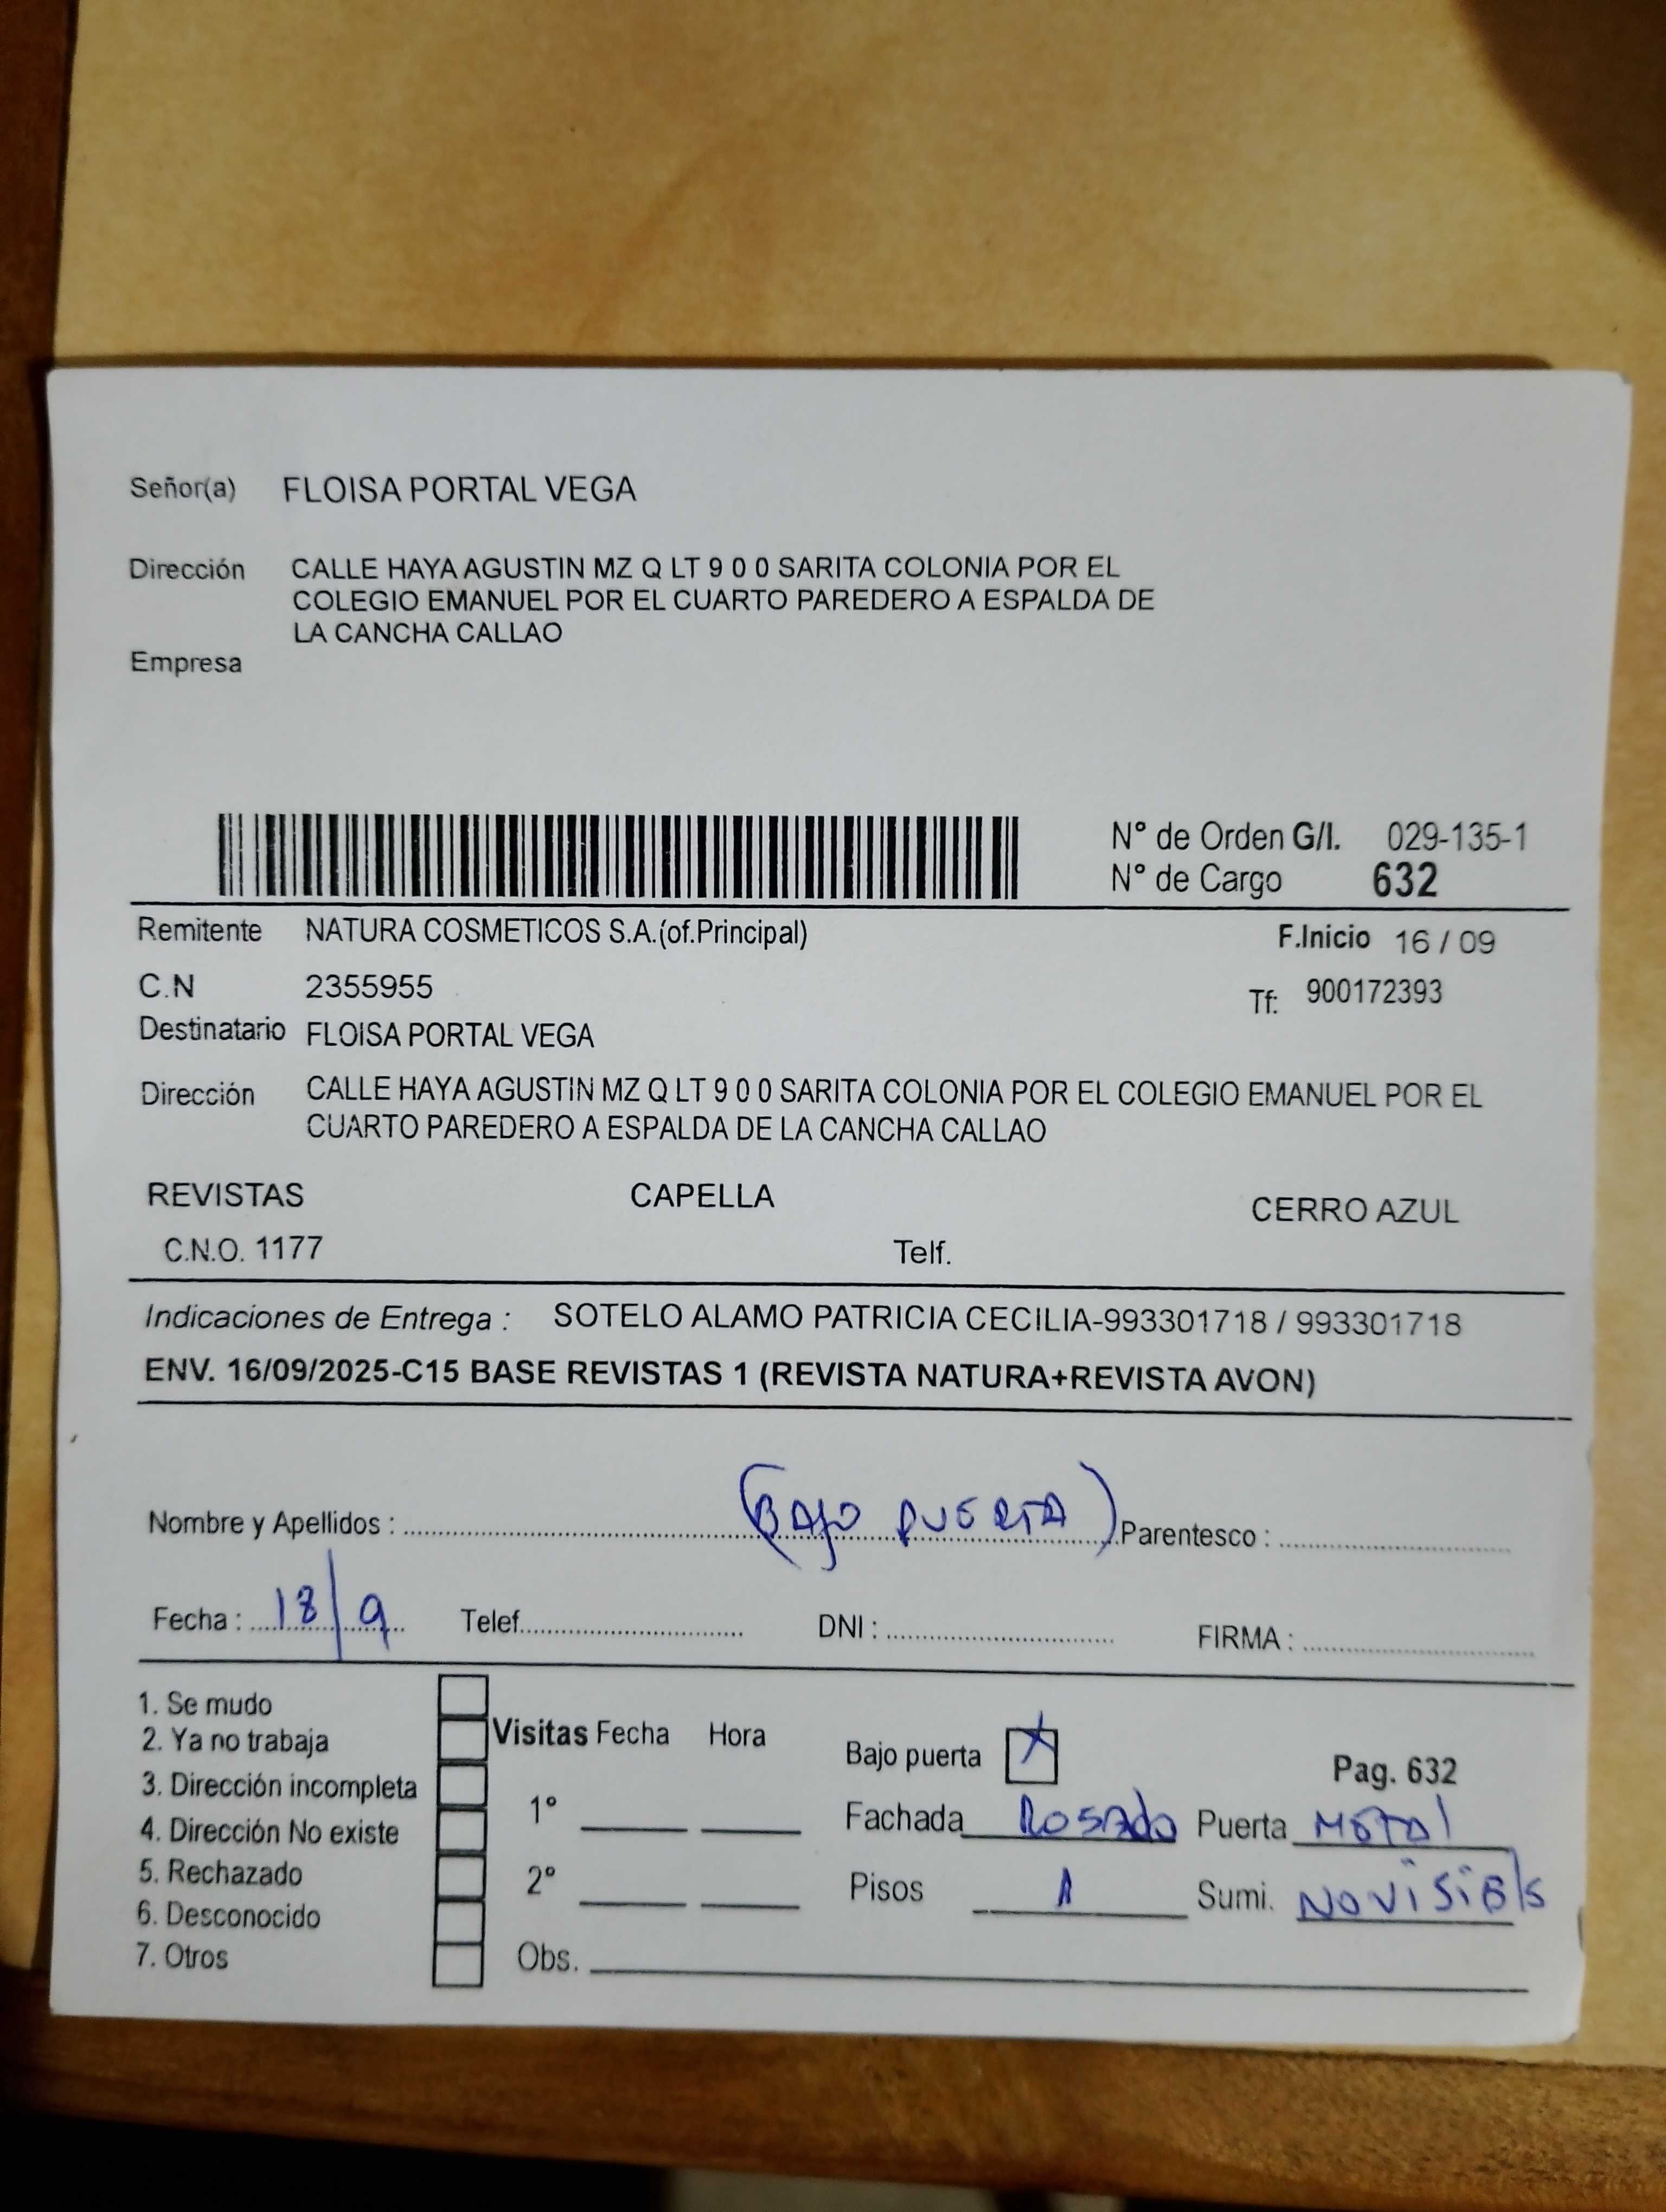 Señor(a) FLOISA PORTAL VEGA
Dirección CALLE HAYA AGUSTIN MZ Q LT 9 0 0 SARITA COLONIA POR EL
COLEGIO EMANUEL POR EL CUARTO PAREDERO A ESPALDA DE
LA CANCHA CALLAO
Empresa
N° de Orden G/I. 029-135-1
N° de Cargo 632
Remitente NATURA COSMETICOS S.A.(of.Principal) F.Inicio 16 / 09
C.N 2355955 Tf: 900172393
Destinatario FLOISA PORTAL VEGA
Dirección CALLE HAYA AGUSTIN MZ Q LT 9 0 0 SARITA COLONIA POR EL COLEGIO EMANUEL POR EL
CUARTO PAREDERO A ESPALDA DE LA CANCHA CALLAO
REVISTAS CAPELLA CERRO AZUL
C.N.O. 1177 Telf.
Indicaciones de Entrega : SOTELO ALAMO PATRICIA CECILIA-993301718 / 993301718
ENV. 16/09/2025-C15 BASE REVISTAS 1 (REVISTA NATURA+REVISTA AVON)
Nombre y Apellidos : (BAJO PUERTA) Parentesco :
Fecha : 18/9 Telef. DNI : FIRMA :
1. Se mudo
2. Ya no trabaja Visitas Fecha Hora Bajo puerta X Pag. 632
3. Dirección incompleta 1° Fachada Rosado Puerta Metal
4. Dirección No existe
5. Rechazado 2° Pisos 1 Sumi. NO VISIBLE
6. Desconocido
7. Otros Obs.